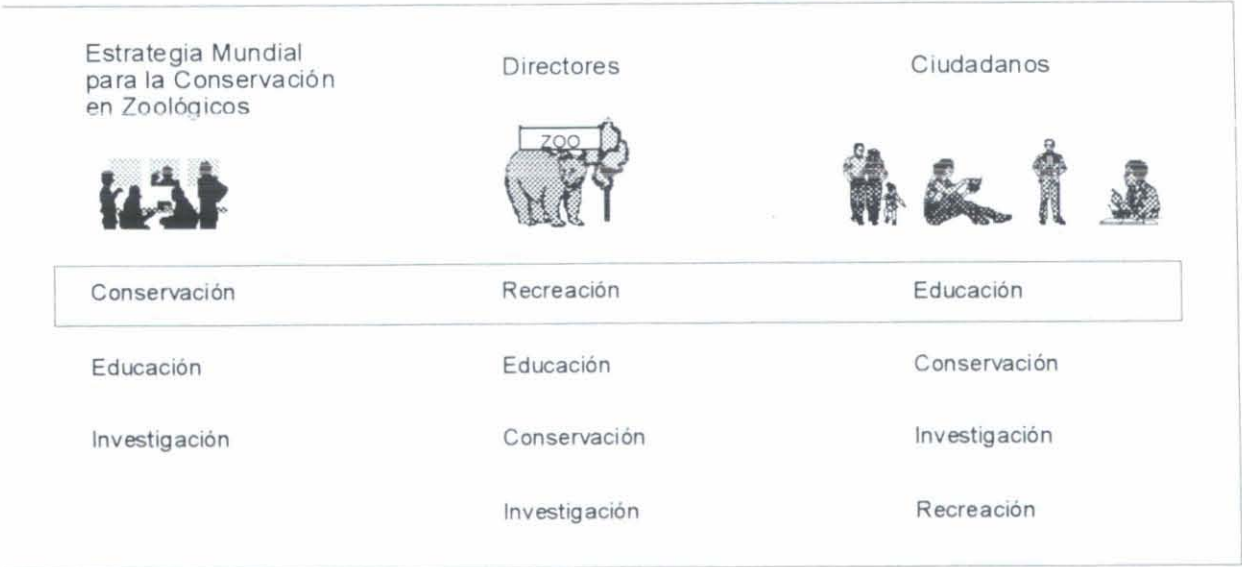 Estrategia Mundial
para la Conservación
en Zoológicos
Directores
Ciudadanos
ZOO
Conservación Recreación Educación
Educación Educación Conservación
Investigación Conservación Investigación
Investigación Recreación